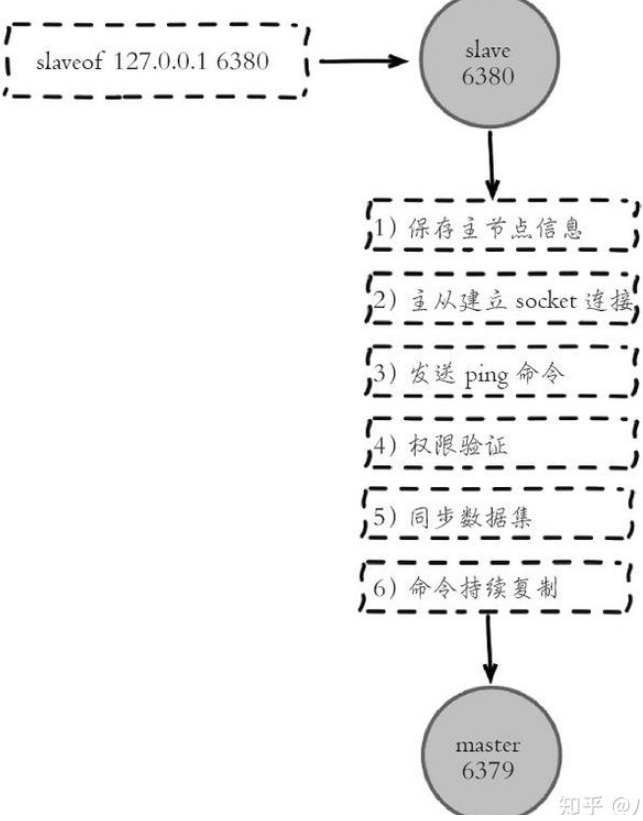 slaveof 127.0.0.1 6380
slave
6380
1) 保存主节点信息
2) 主从建立 socket 连接
3) 发送 ping 命令
4) 权限验证
5) 同步数据集
6) 命令持续复制
master
6379
知乎 @